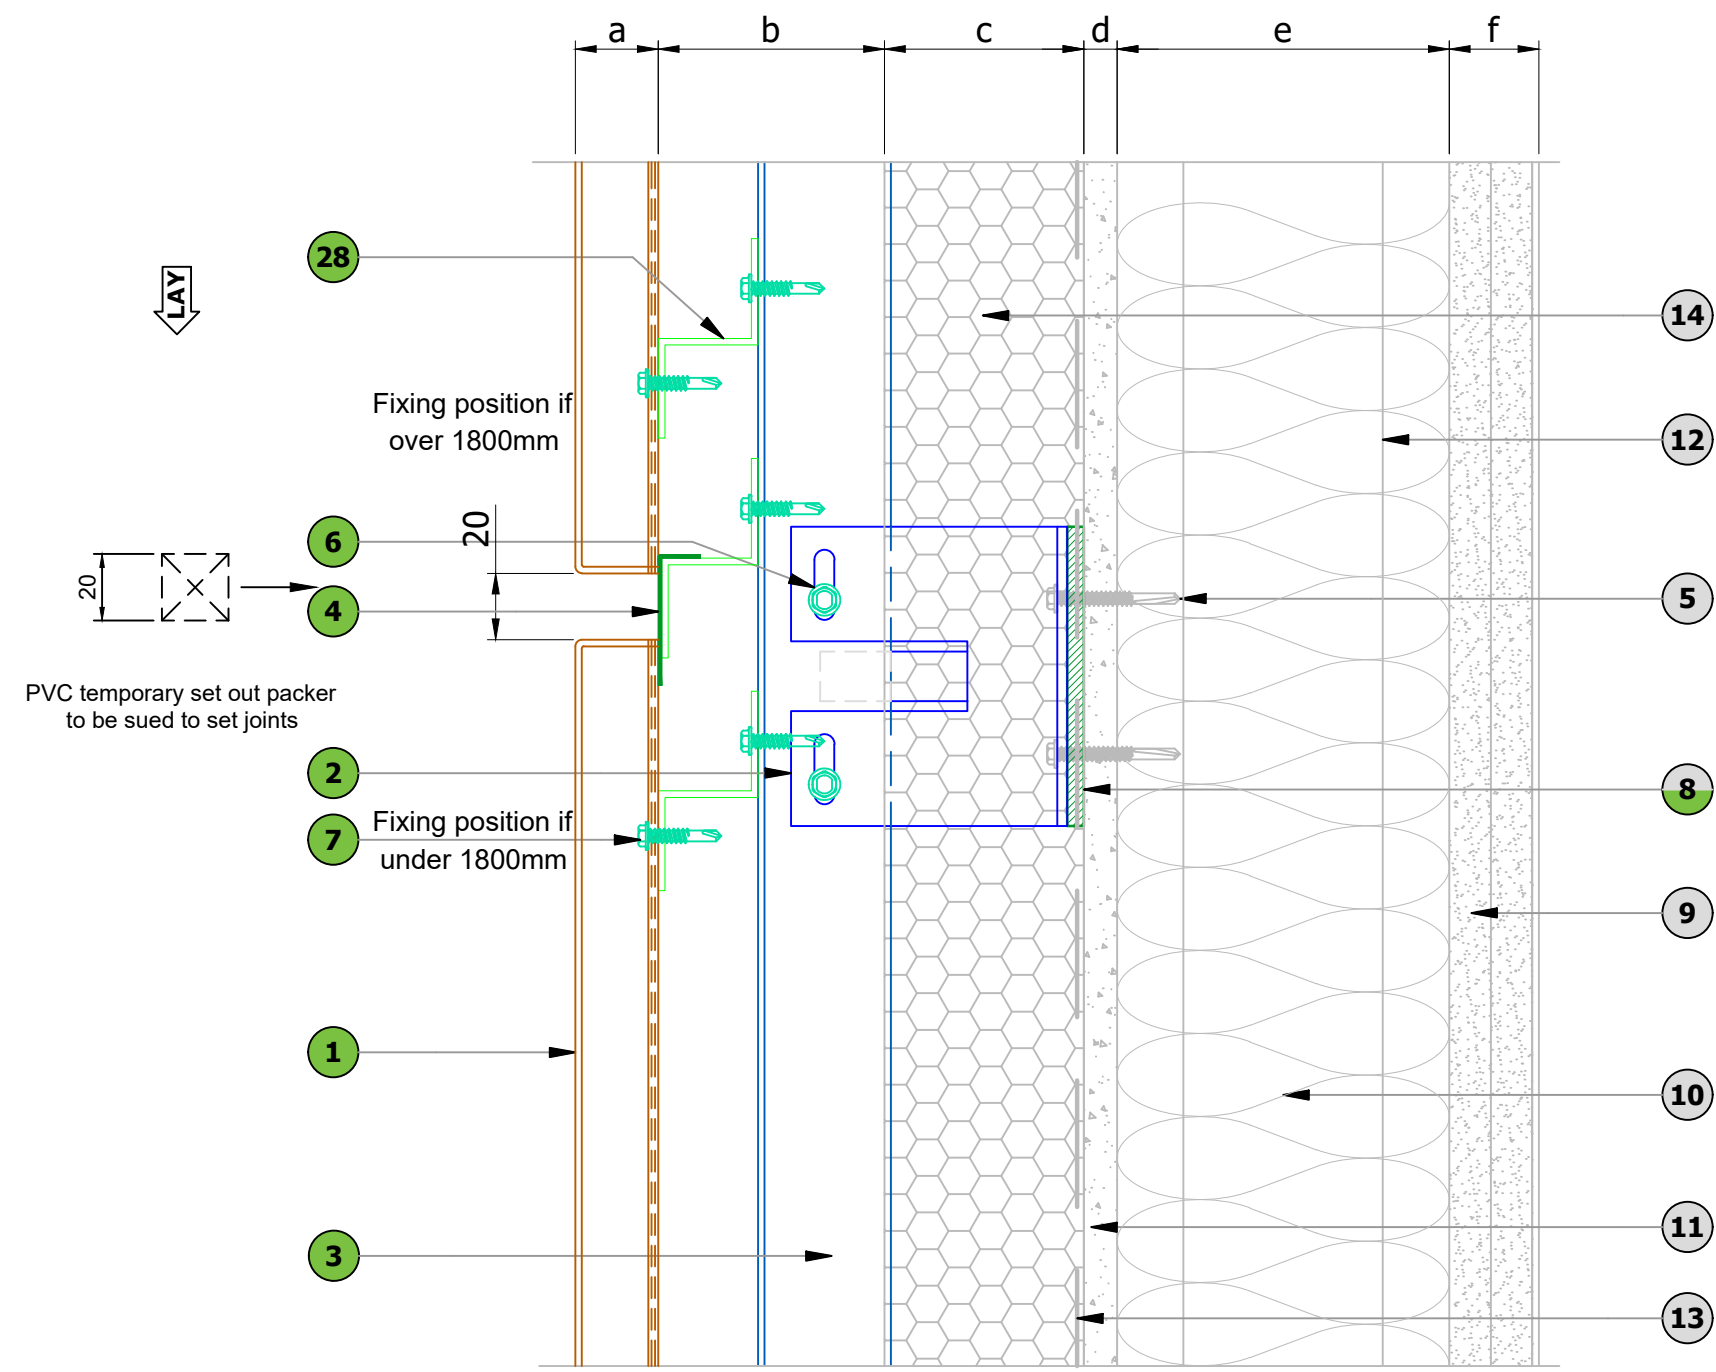 a b c d e f
28
LAY
14
Fixing position if
over 1800mm
12
20
6
20
4
5
PVC temporary set out packer
to be sued to set joints
2
8
7
Fixing position if
under 1800mm
9
1
10
11
3
13